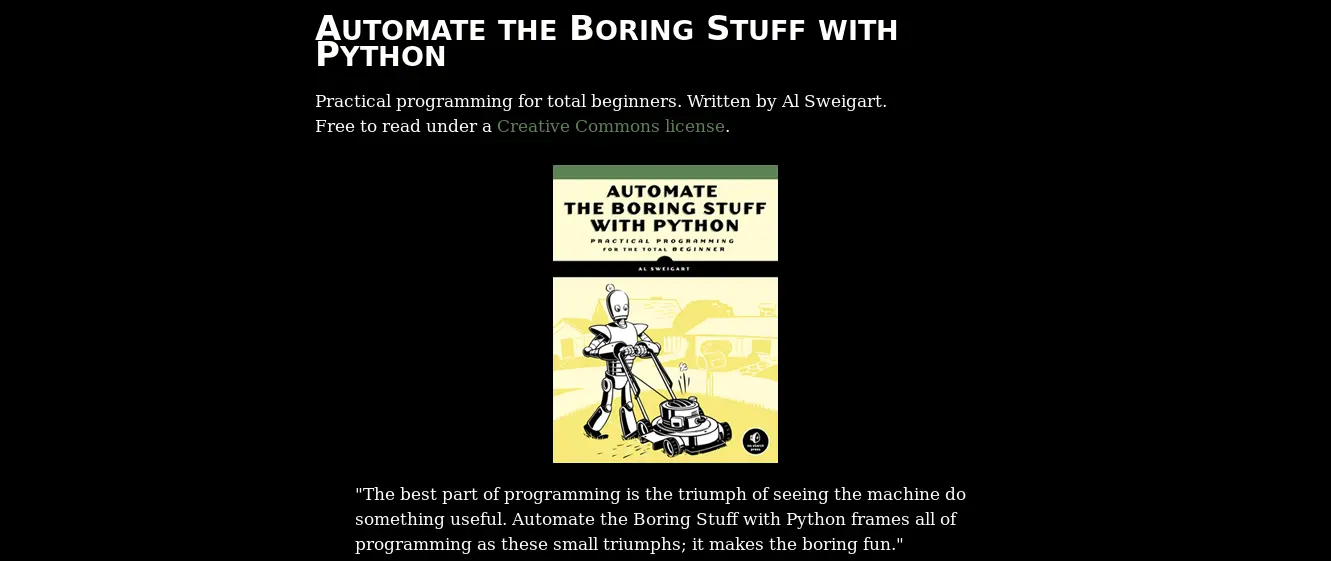 AUTOMATE THE BORING STUFF WITH
PYTHON
Practical programming for total beginners. Written by Al Sweigart.
Free to read under a Creative Commons license.
AUTOMATE
THE BORING STUFF
WITH PYTHON
PRACTICAL PROGRAMMING
FOR THE TOTAL BEGINNER
AL SWEIGART
no starch
press
"The best part of programming is the triumph of seeing the machine do
something useful. Automate the Boring Stuff with Python frames all of
programming as these small triumphs; it makes the boring fun."